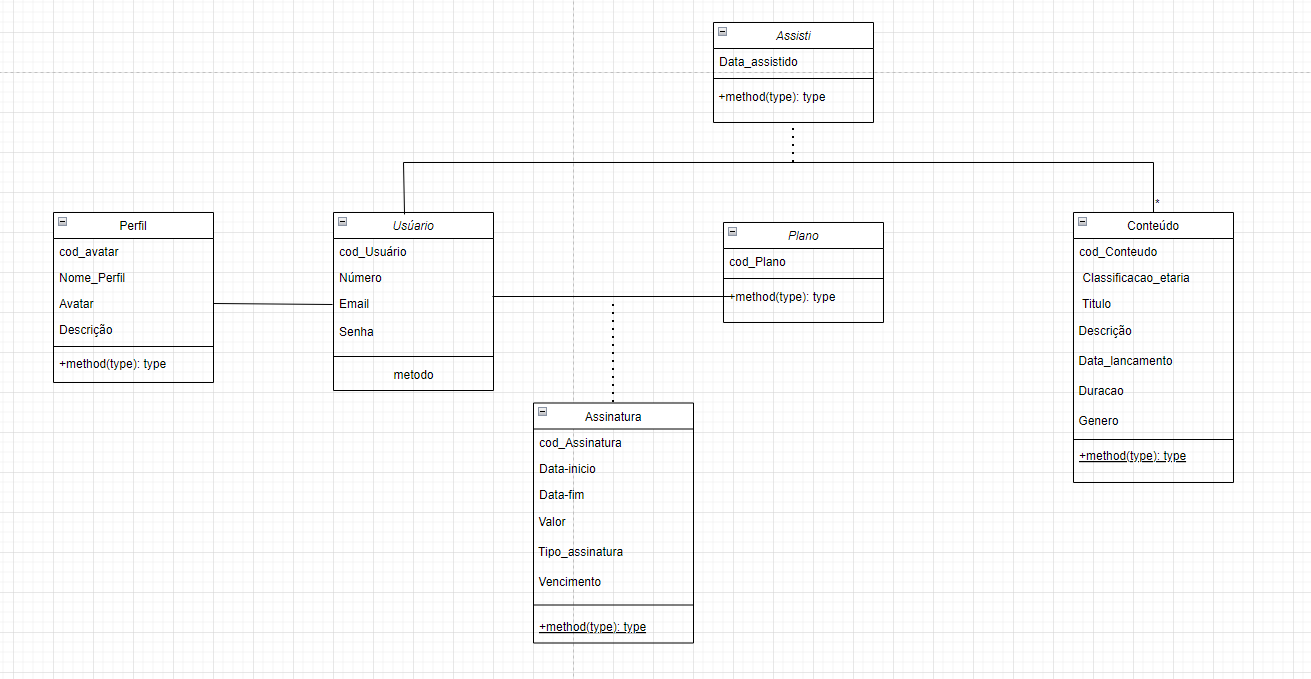 Assisti
Data_assistido
+method(type): type
*
Perfil
cod_avatar
Nome_Perfil
Avatar
Descrição
+method(type): type
Usúario
cod_Usuário
Número
Email
Senha
metodo
Plano
cod_Plano
+method(type): type
Conteúdo
cod_Conteudo
Classificacao_etaria
Titulo
Descrição
Data_lancamento
Duracao
Genero
+method(type): type
Assinatura
cod_Assinatura
Data-inicio
Data-fim
Valor
Tipo_assinatura
Vencimento
+method(type): type